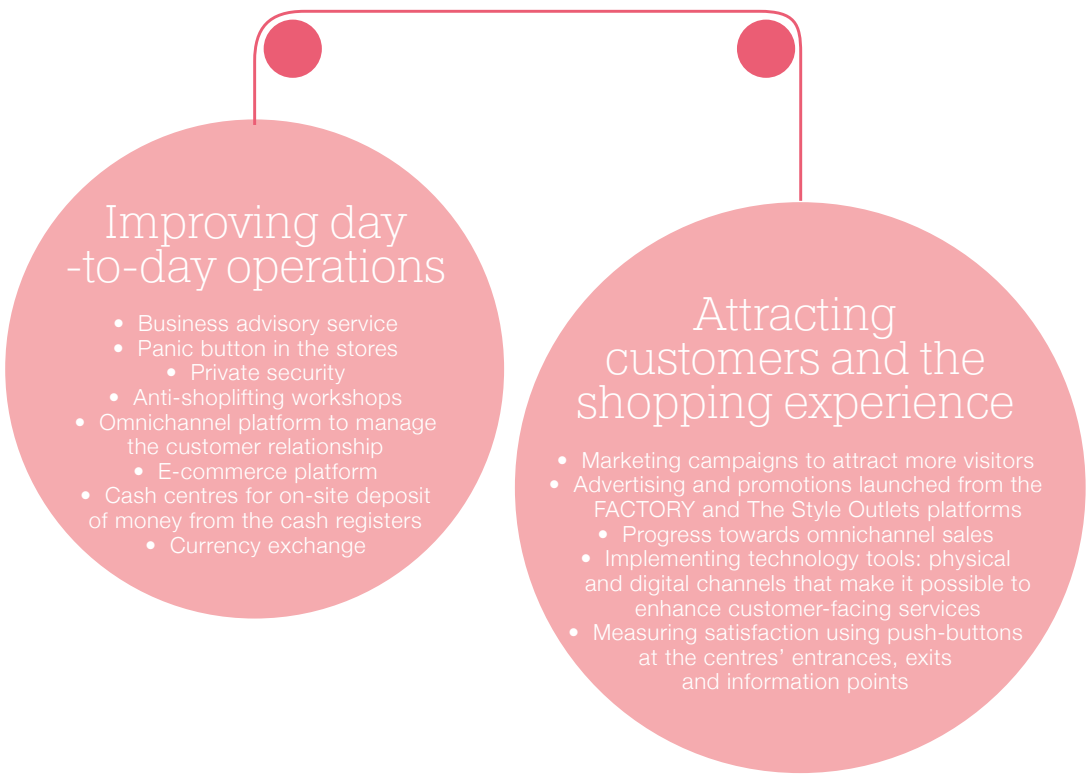 Improving day
-to-day operations
• Business advisory service
• Panic button in the stores
• Private security
• Anti-shoplifting workshops
• Omnichannel platform to manage
the customer relationship
• E-commerce platform
• Cash centres for on-site deposit
of money from the cash registers
• Currency exchange
Attracting
customers and the
shopping experience
• Marketing campaigns to attract more visitors
• Advertising and promotions launched from the
FACTORY and The Style Outlets platforms
• Progress towards omnichannel sales
• Implementing technology tools: physical
and digital channels that make it possible to
enhance customer-facing services
• Measuring satisfaction using push-buttons
at the centres’ entrances, exits
and information points